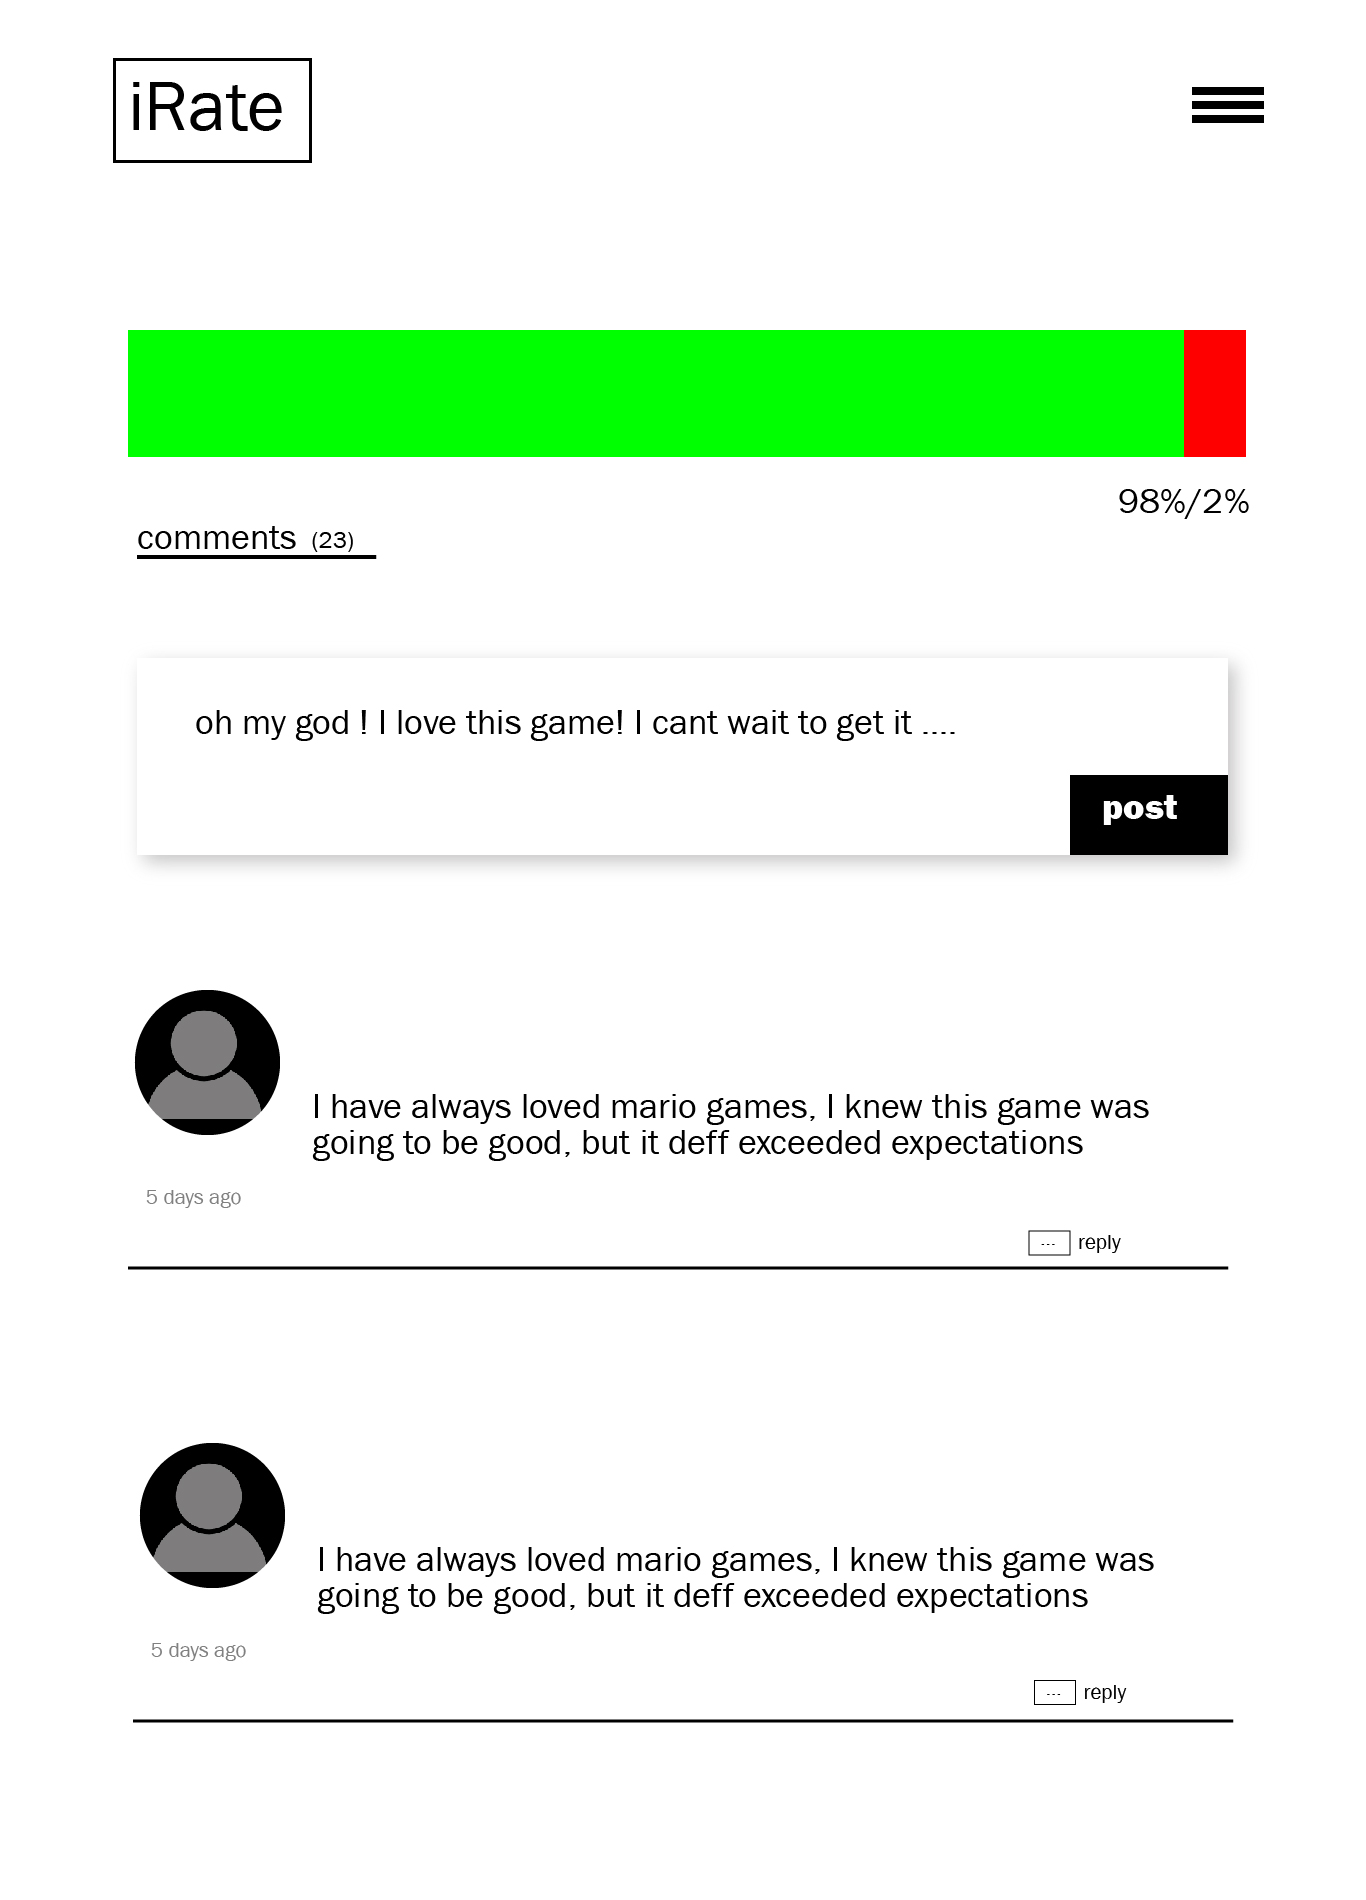 iRate
98%/2%
comments (23)
oh my god ! I love this game! I cant wait to get it ....
post
I have always loved mario games, I knew this game was
going to be good, but it deff exceeded expectations
5 days ago
--- reply
I have always loved mario games, I knew this game was
going to be good, but it deff exceeded expectations
5 days ago
--- reply